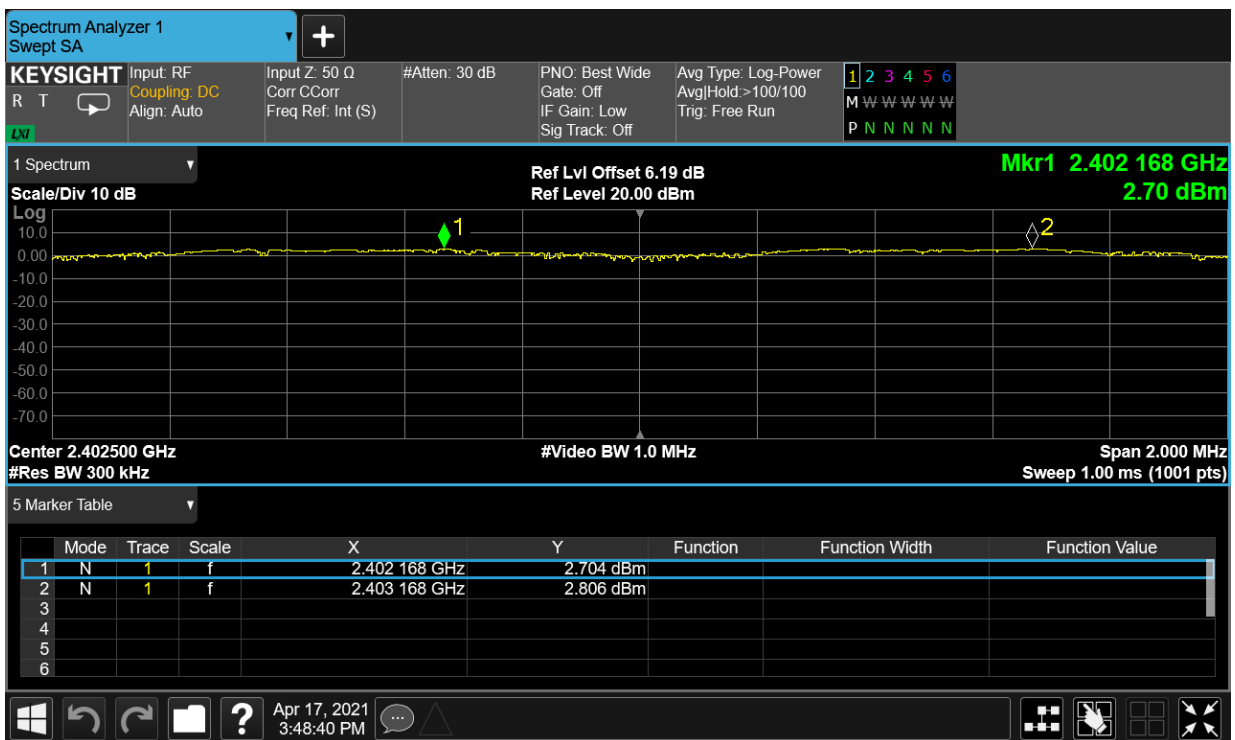 Spectrum Analyzer 1
Swept SA
+
KEYSIGHT
R T
LXI
Input: RF
Coupling: DC
Align: Auto
Input Z: 50 Ω
Corr CCorr
Freq Ref: Int (S)
#Atten: 30 dB
PNO: Best Wide
Gate: Off
IF Gain: Low
Sig Track: Off
Avg Type: Log-Power
Avg|Hold:>100/100
Trig: Free Run
1 2 3 4 5 6
M W W W W W
P N N N N N
1 Spectrum
Scale/Div 10 dB
Ref Lvl Offset 6.19 dB
Ref Level 20.00 dBm
Mkr1 2.402 168 GHz
2.70 dBm
Log
10.0
0.00
-10.0
-20.0
-30.0
-40.0
-50.0
-60.0
-70.0
1
2
Center 2.402500 GHz
#Res BW 300 kHz
#Video BW 1.0 MHz
Span 2.000 MHz
Sweep 1.00 ms (1001 pts)
5 Marker Table
Mode Trace Scale X Y Function Function Width Function Value
1 N 1 f 2.402 168 GHz 2.704 dBm
2 N 1 f 2.403 168 GHz 2.806 dBm
3
4
5
6
?
Apr 17, 2021
3:48:40 PM